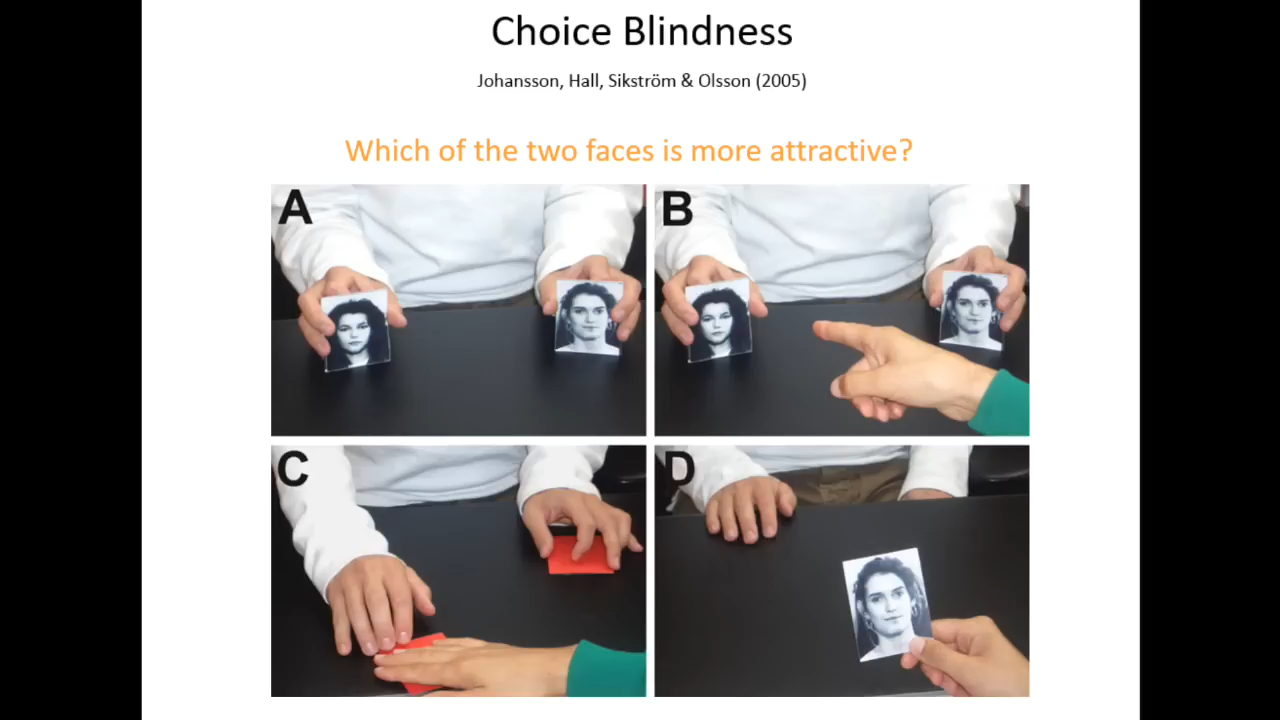 Choice Blindness
Johansson, Hall, Sikström & Olsson (2005)
Which of the two faces is more attractive?
A
B
C
D